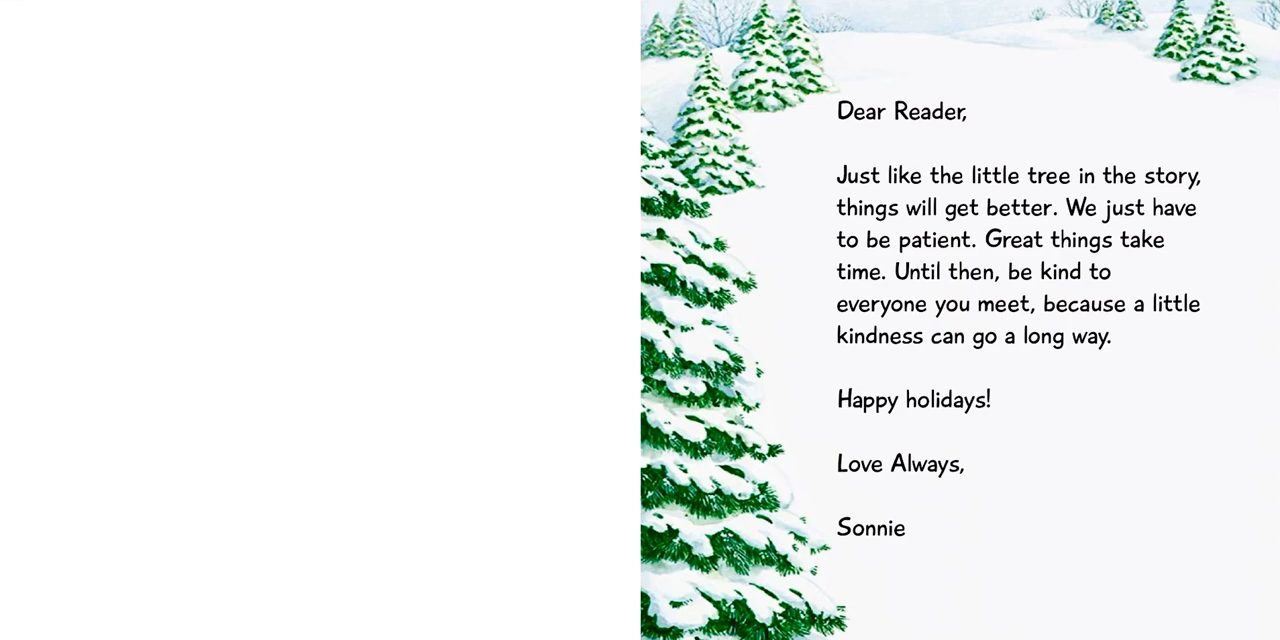 Dear Reader,
Just like the little tree in the story,
things will get better. We just have
to be patient. Great things take
time. Until then, be kind to
everyone you meet, because a little
kindness can go a long way.
Happy holidays!
Love Always,
Sonnie